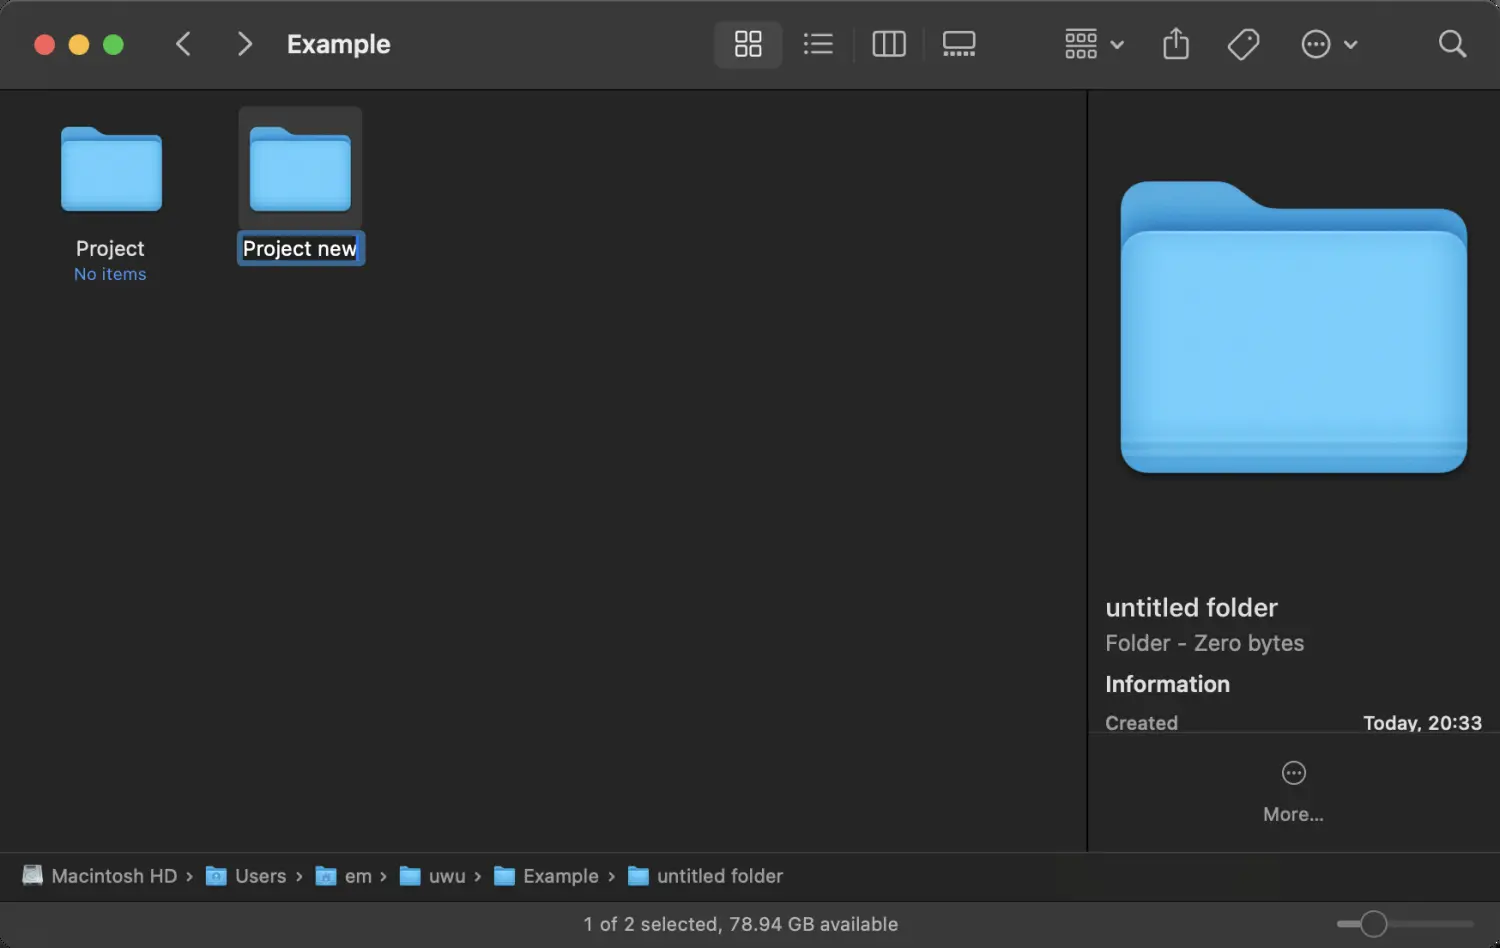 Example
Project
No items
Project new
untitled folder
Folder - Zero bytes
Information
Created Today, 20:33
More...
Macintosh HD › Users › em › uwu › Example › untitled folder
1 of 2 selected, 78.94 GB available